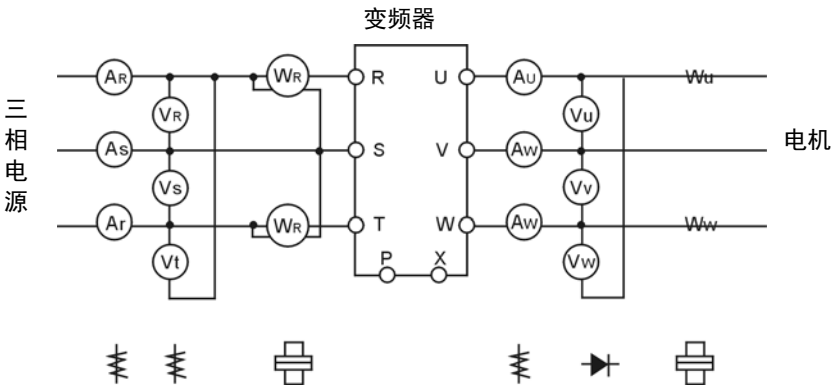 变频器
AR WR R U AU Wu
VR Vu
三相电源
As S V AW 电机
Vs Vv
Ar WR T W AW Ww
Vt P X VW